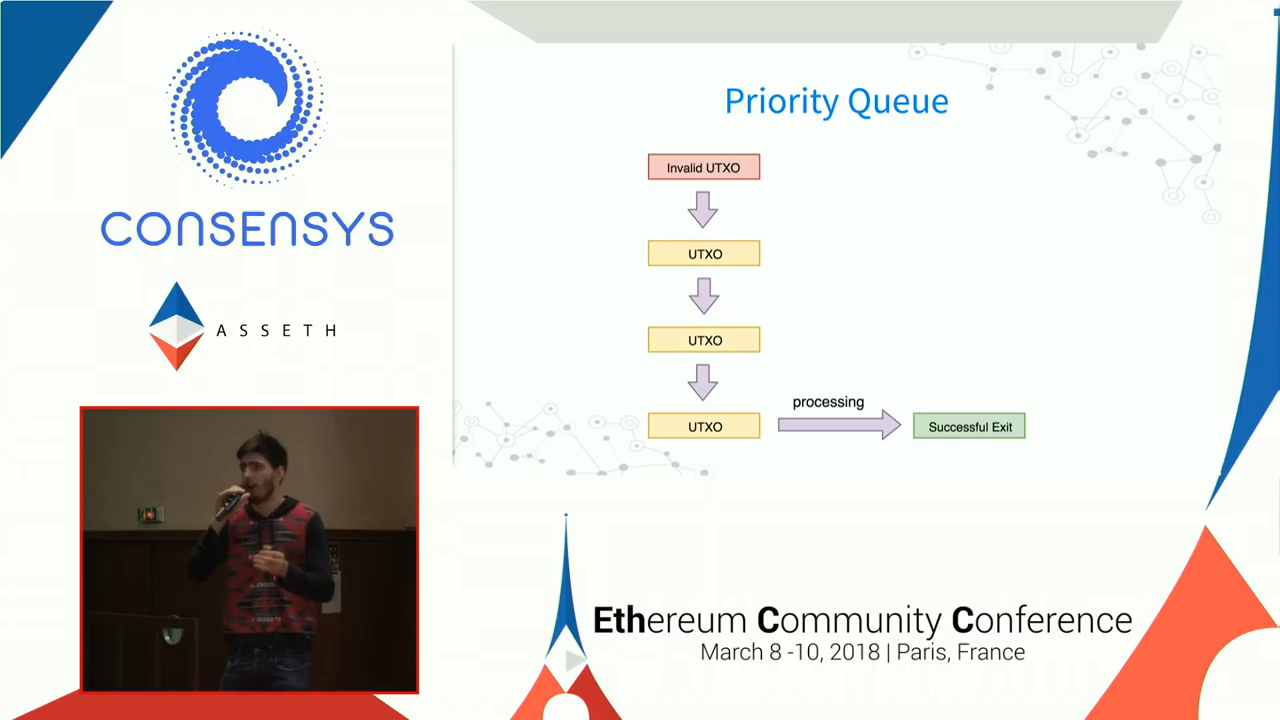 CONSENSYS
ASSETH
Priority Queue
Invalid UTXO
UTXO
UTXO
UTXO
processing
Successful Exit
Ethereum Community Conference
March 8 -10, 2018 | Paris, France